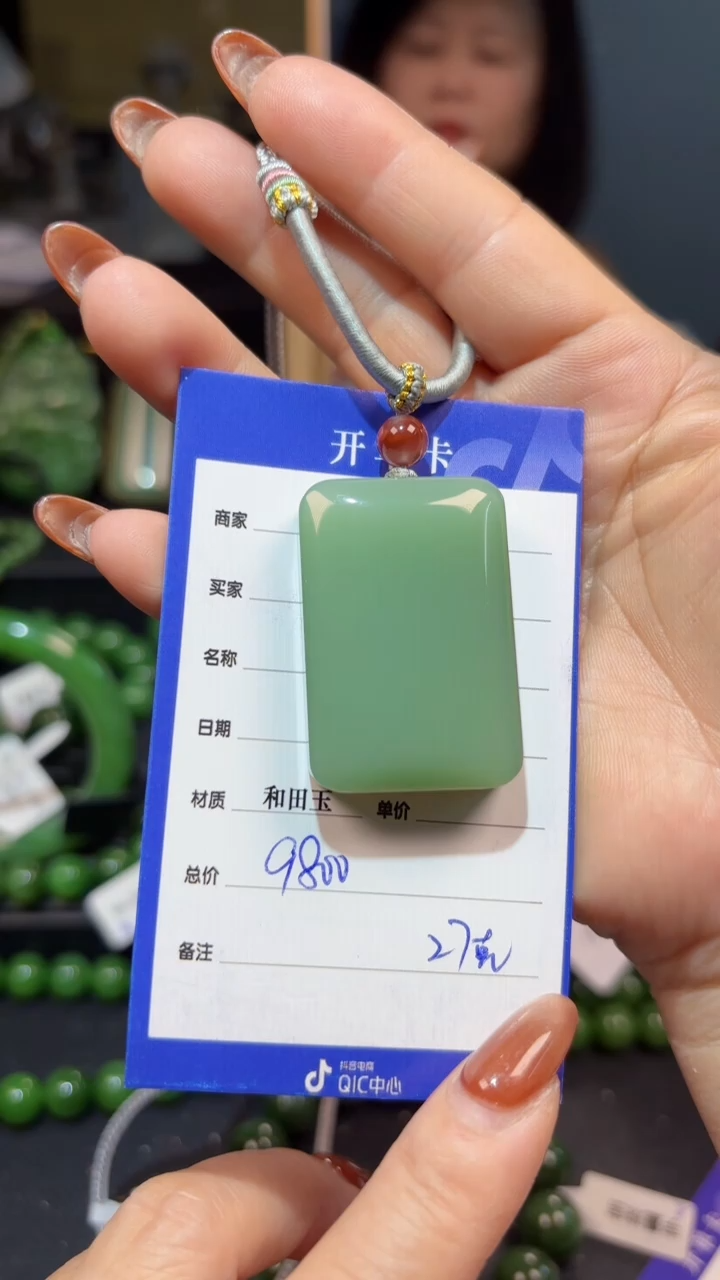 开单卡
商家
买家
名称
日期
材质 和田玉 单价
总价 9800
备注 27克
抖音电商
QIC中心